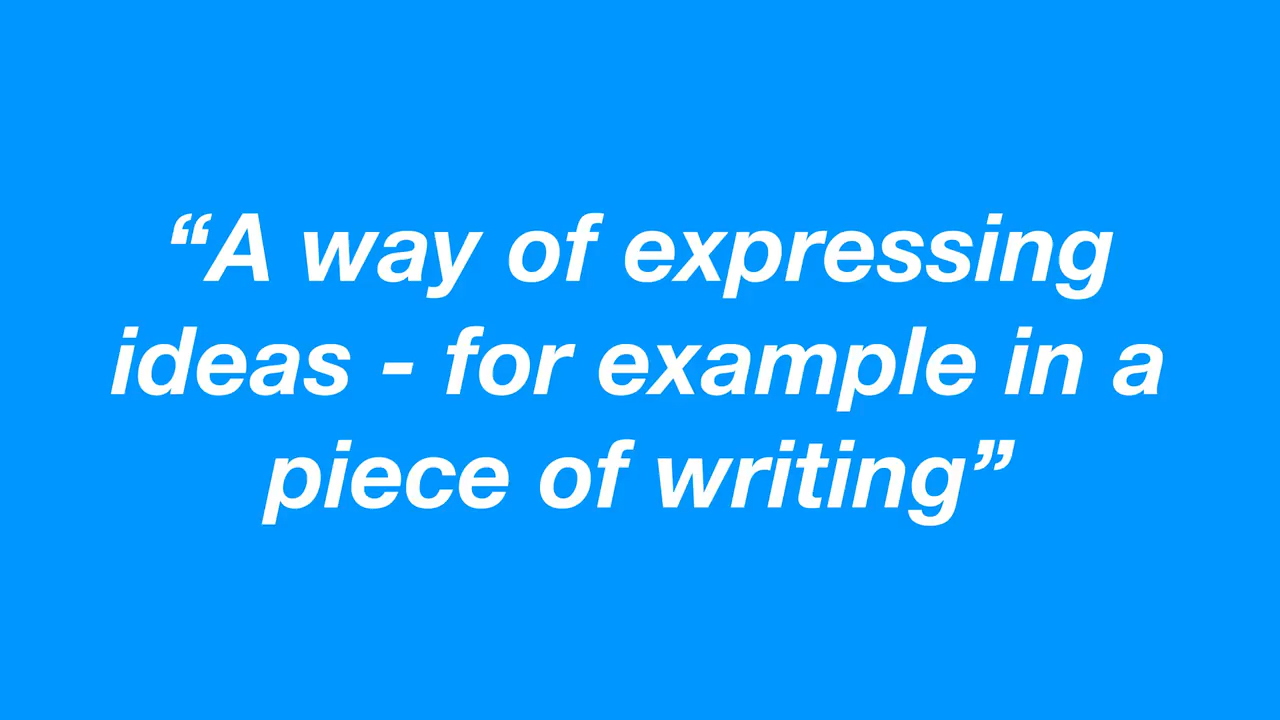 “A way of expressing
ideas - for example in a
piece of writing”